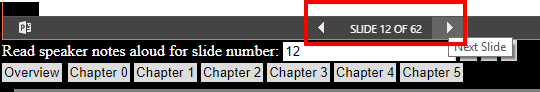 SLIDE 12 OF 62
Next Slide
Read speaker notes aloud for slide number: 12
Overview Chapter 0 Chapter 1 Chapter 2 Chapter 3 Chapter 4 Chapter 5